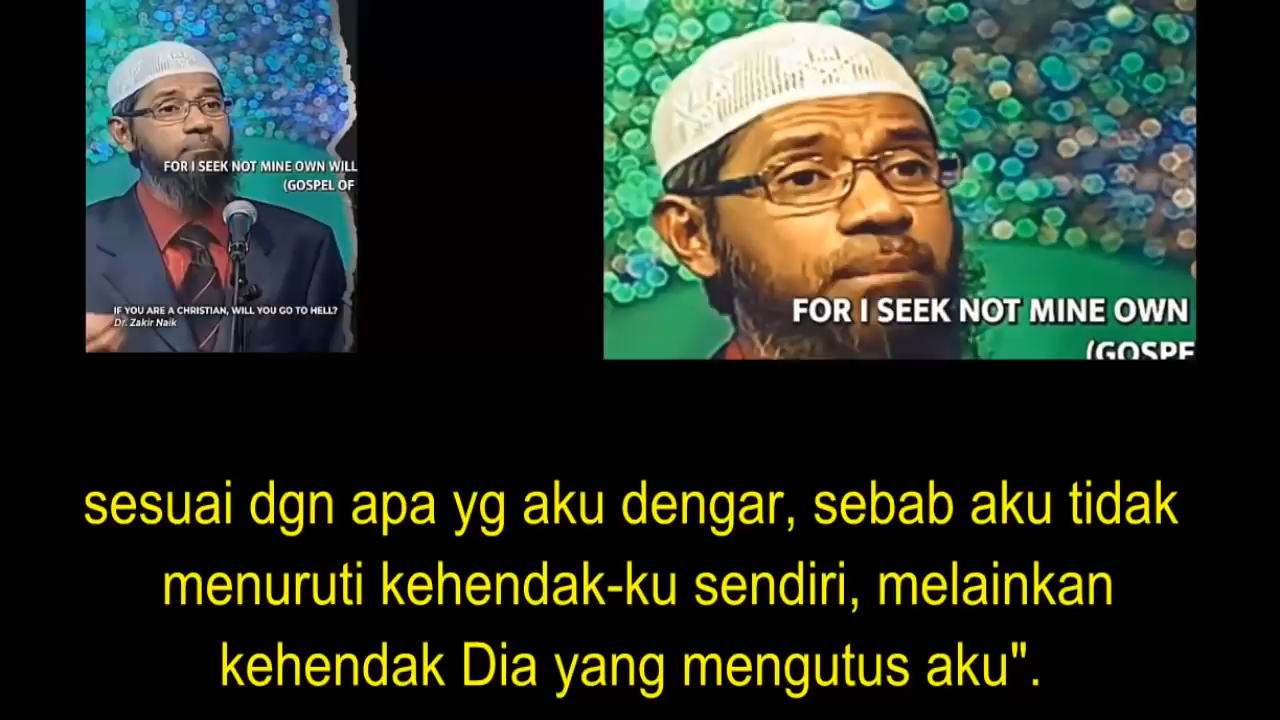 FOR I SEEK NOT MINE OWN WILL
(GOSPEL OF
IF YOU ARE A CHRISTIAN, WILL YOU GO TO HELL?
Dr. Zakir Naik
FOR I SEEK NOT MINE OWN
(GOSPE
sesuai dgn apa yg aku dengar, sebab aku tidak
menuruti kehendak-ku sendiri, melainkan
kehendak Dia yang mengutus aku".